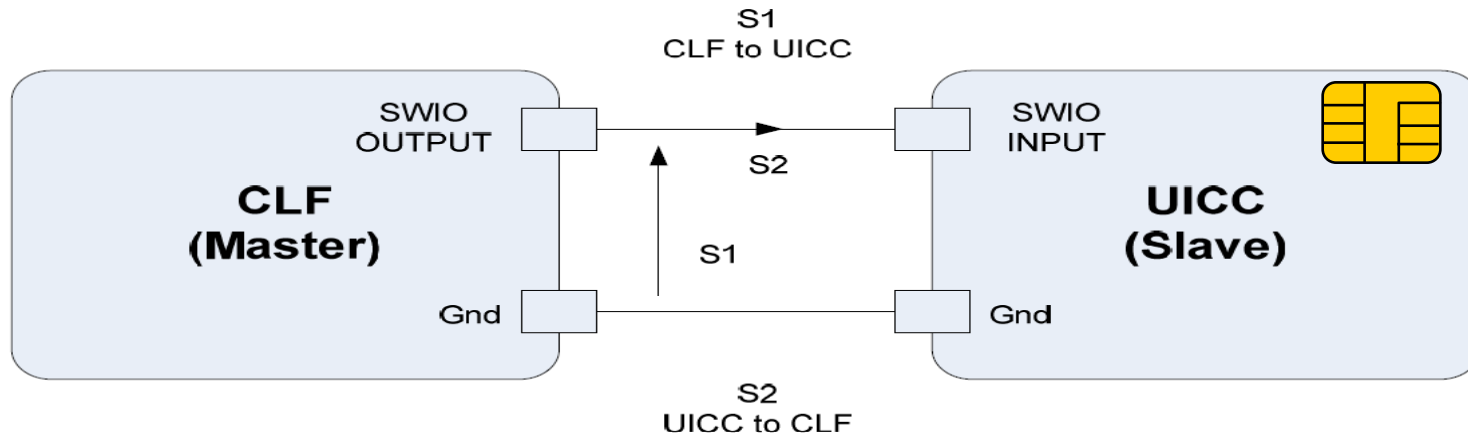 S1
CLF to UICC
SWIO
OUTPUT
SWIO
INPUT
S2
CLF
(Master)
UICC
(Slave)
S1
Gnd
Gnd
S2
UICC to CLF